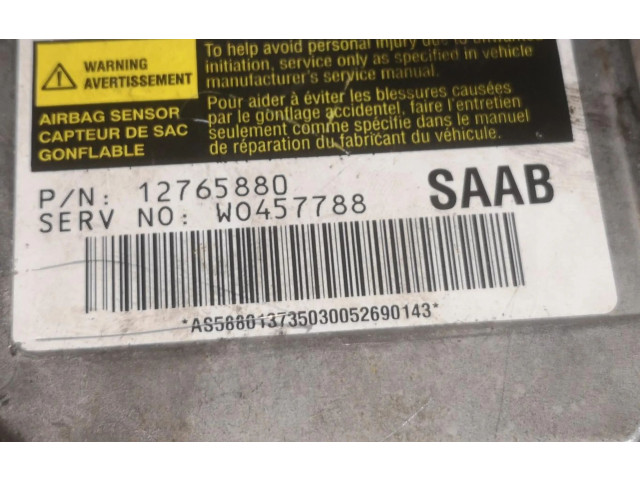 WARNING
AVERTISSEMENT
AIRBAG SENSOR
CAPTEUR DE SAC
GONFLABLE
To help avoid personal injury due to unwanted
initiation, service only as specified in vehicle
manufacturer's service manual.
Pour aider à éviter les blessures causées
par le gonflage accidentel, faire l'entretien
seulement comme spécifié dans le manuel
de réparation du fabricant du véhicule.
P/N: 12765880
SERV NO: W0457788
SAAB
*AS588013735030052690143*